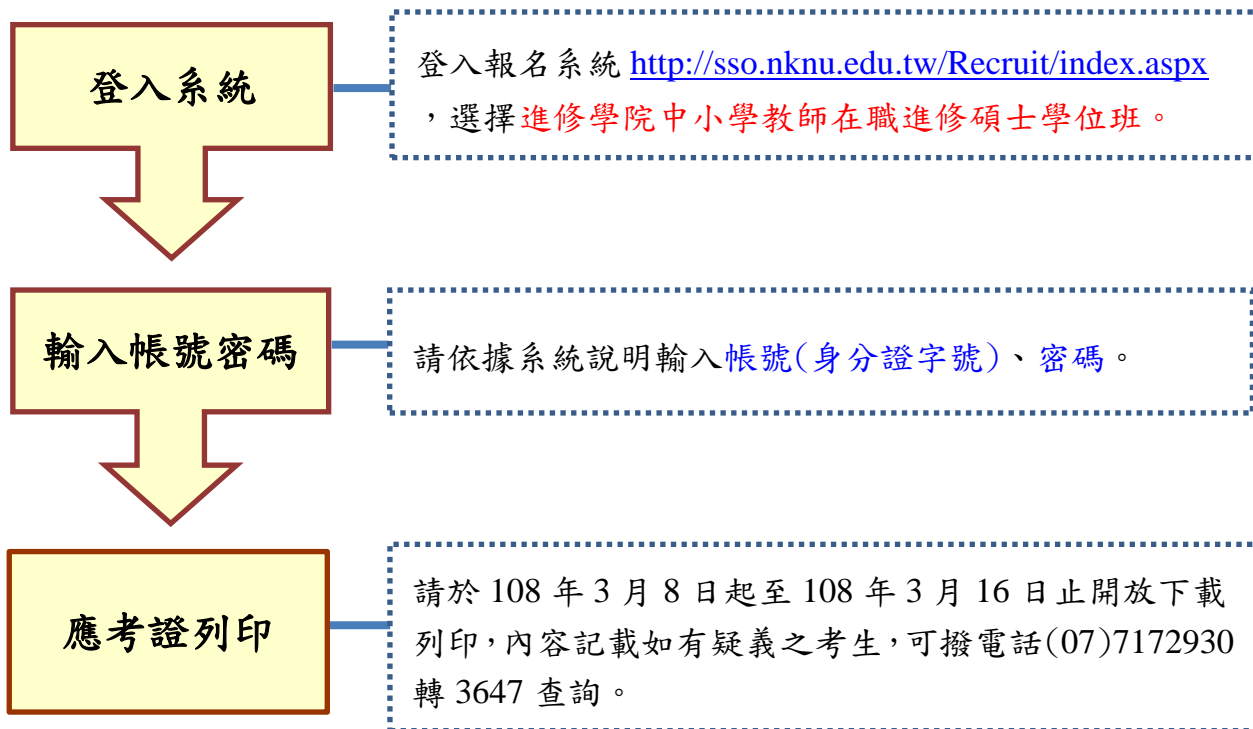 登入系統
登入報名系統 http://sso.nknu.edu.tw/Recruit/index.aspx
，選擇進修學院中小學教師在職進修碩士學位班。
輸入帳號密碼
請依據系統說明輸入帳號(身分證字號)、密碼。
應考證列印
請於 108 年 3 月 8 日起至 108 年 3 月 16 日止開放下載
列印，內容記載如有疑義之考生，可撥電話(07)7172930
轉 3647 查詢。